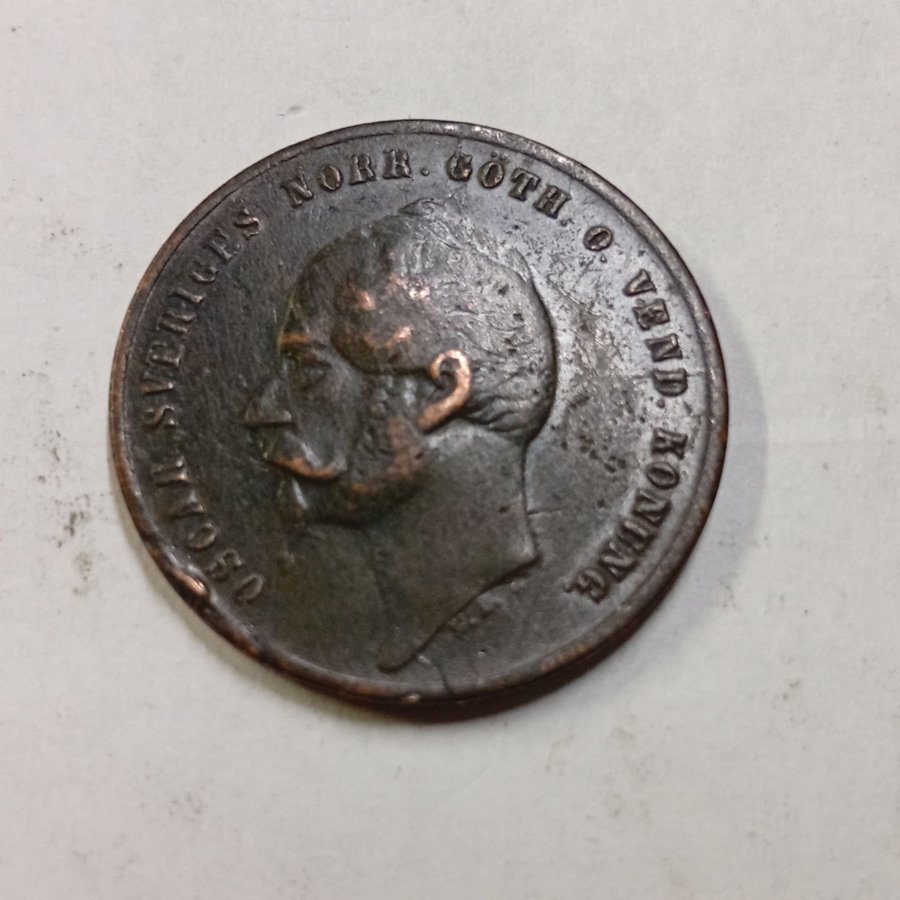 OSCAR. SVERIGES NORR. GÖTH. O. VEND. KONUNG.